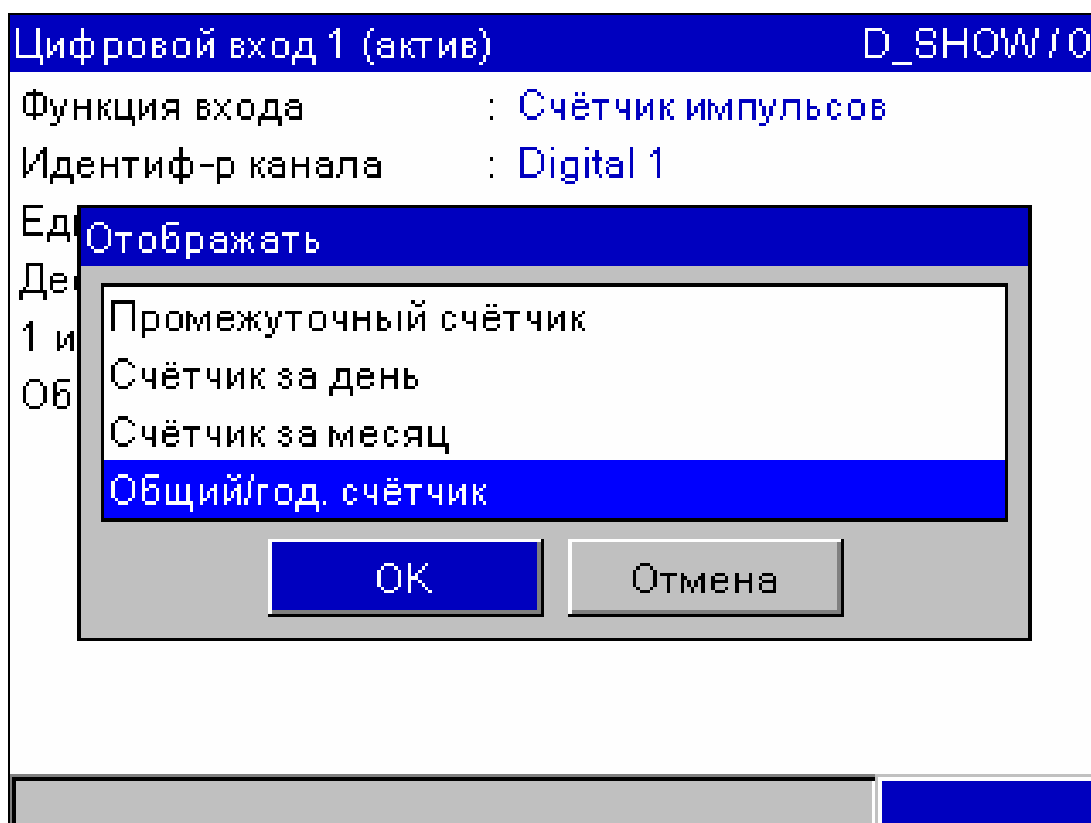 Цифровой вход 1 (актив) D_SHOW / 0
Функция входа : Счётчик импульсов
Идентиф-р канала : Digital 1
Отображать
Промежуточный счётчик
1
Счётчик за день
Счётчик за месяц
Общий/год. счётчик
OK Отмена